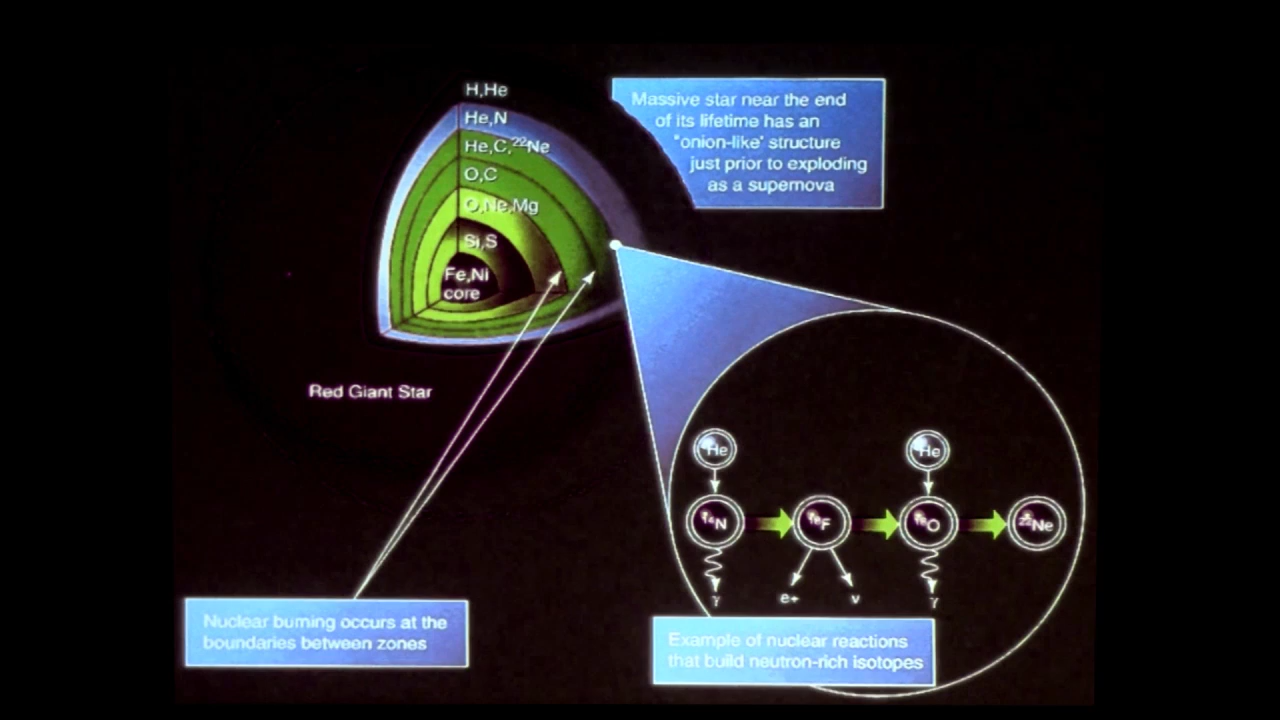 H,He
He,N
He,C,²²Ne
O,C
O,Ne,Mg
Si,S
Fe,Ni
core
Massive star near the end
of its lifetime has an
"onion-like" structure
just prior to exploding
as a supernova
Red Giant Star
Nuclear burning occurs at the
boundaries between zones
⁴He
⁴He
¹⁴N
¹⁸F
¹⁸O
²²Ne
γ
e+
ν
γ
Example of nuclear reactions
that build neutron-rich isotopes